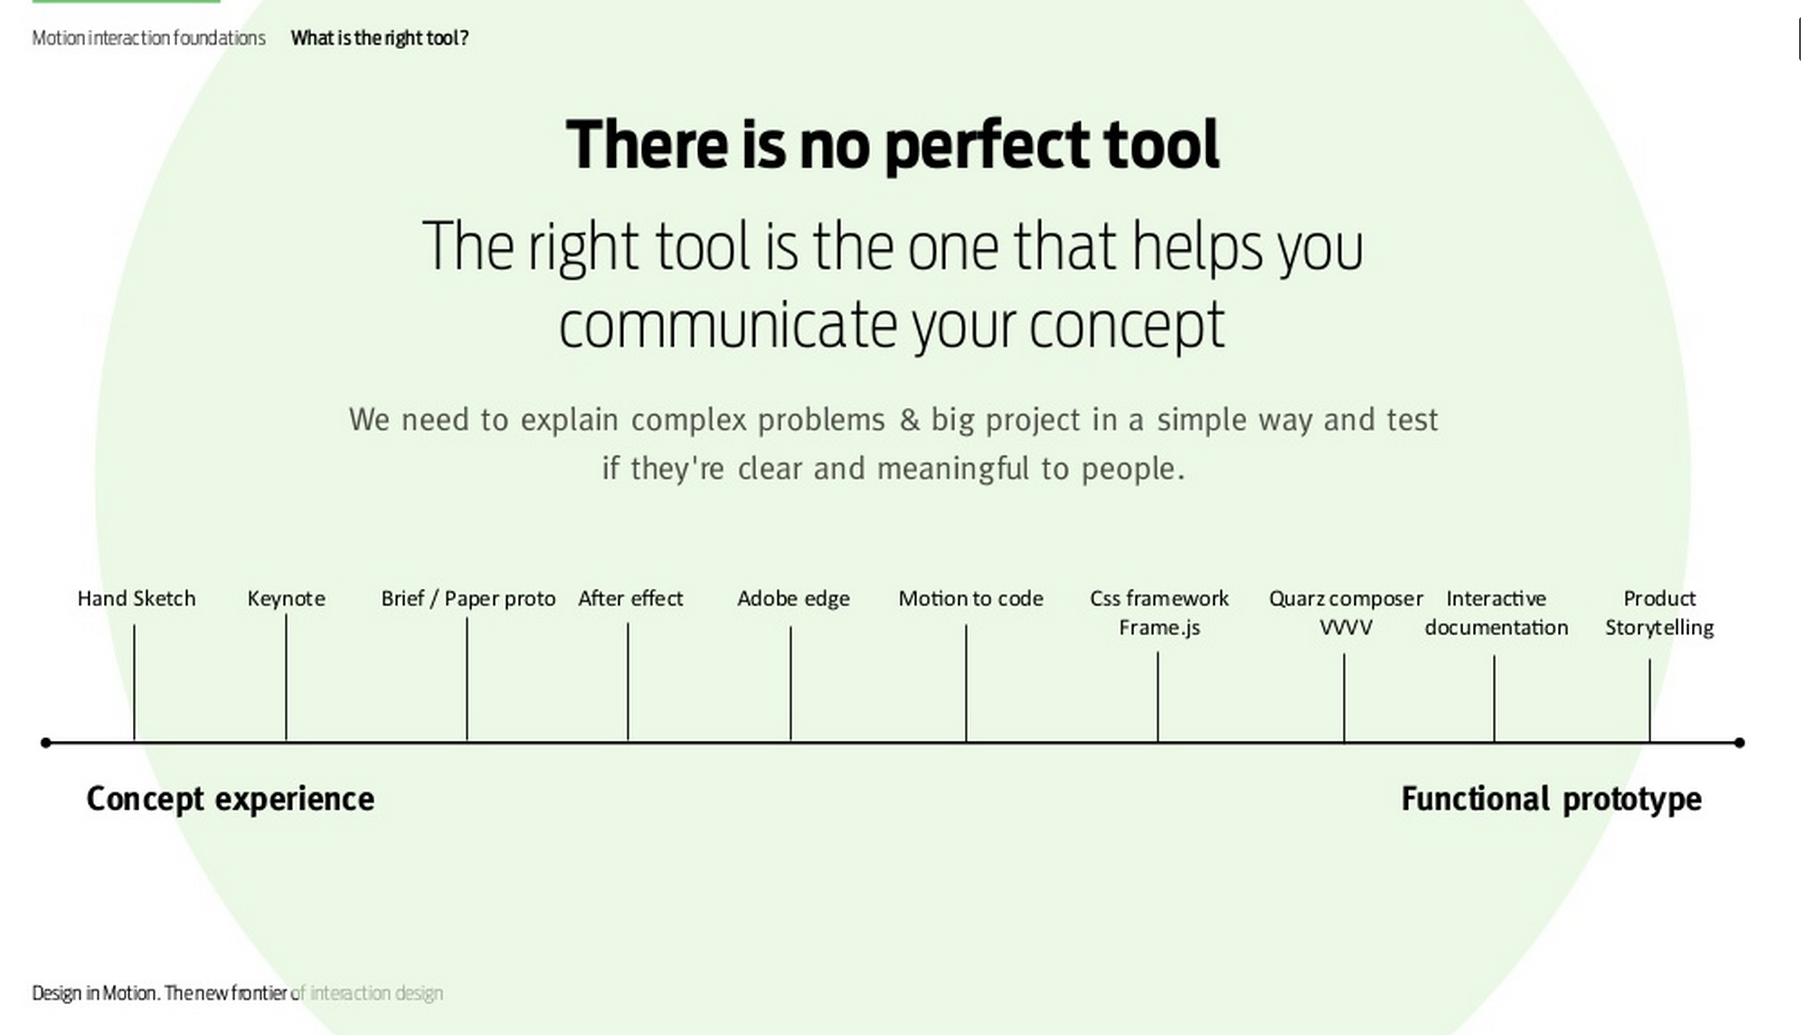 Motion interaction foundations What is the right tool?
There is no perfect tool
The right tool is the one that helps you
communicate your concept
We need to explain complex problems & big project in a simple way and test
if they're clear and meaningful to people.
Hand Sketch Keynote Brief / Paper proto After effect Adobe edge Motion to code Css framework Quarz composer Interactive Product
Frame.js VVVV documentation Storytelling
Concept experience Functional prototype
Design in Motion. The new frontier of interaction design